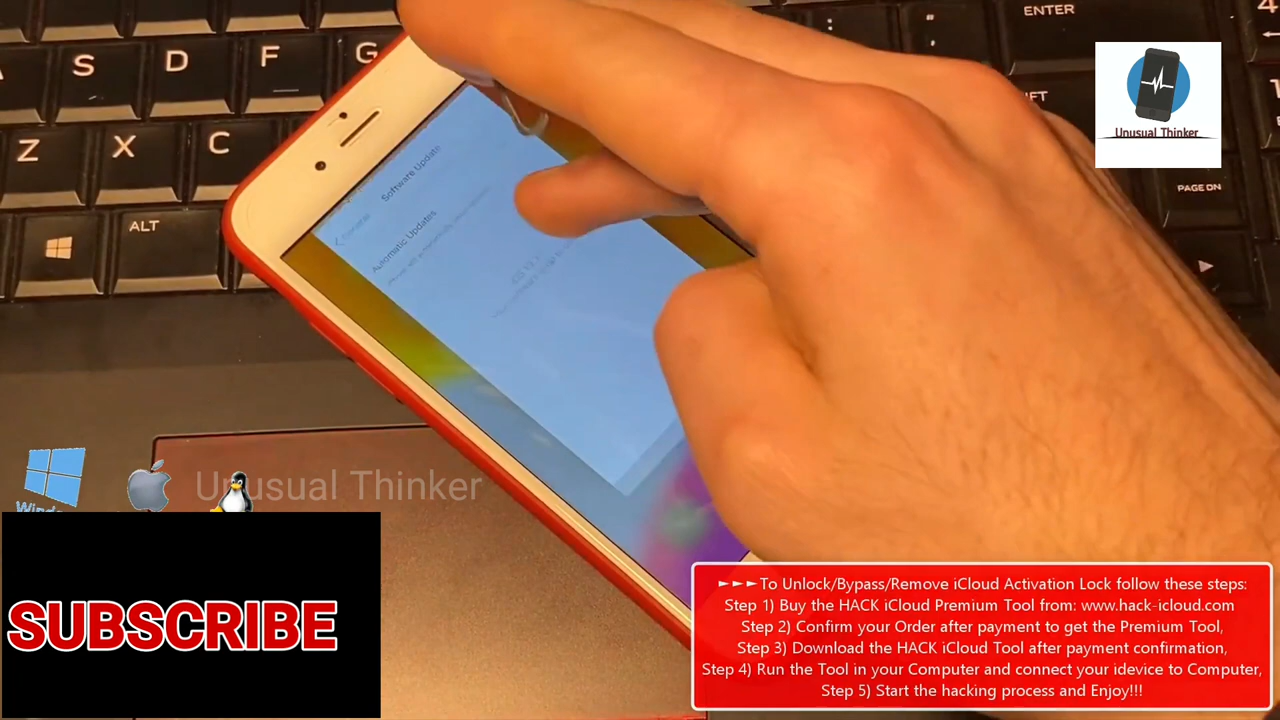 ENTER
S
D
F
G
Unusual Thinker
Z
X
C
PAGE DN
ALT
Software Update
Automatic Updates
Unusual Thinker
SUBSCRIBE
►►►To Unlock/Bypass/Remove iCloud Activation Lock follow these steps:
Step 1) Buy the HACK iCloud Premium Tool from: www.hack-icloud.com
Step 2) Confirm your Order after payment to get the Premium Tool,
Step 3) Download the HACK iCloud Tool after payment confirmation,
Step 4) Run the Tool in your Computer and connect your idevice to Computer,
Step 5) Start the hacking process and Enjoy!!!